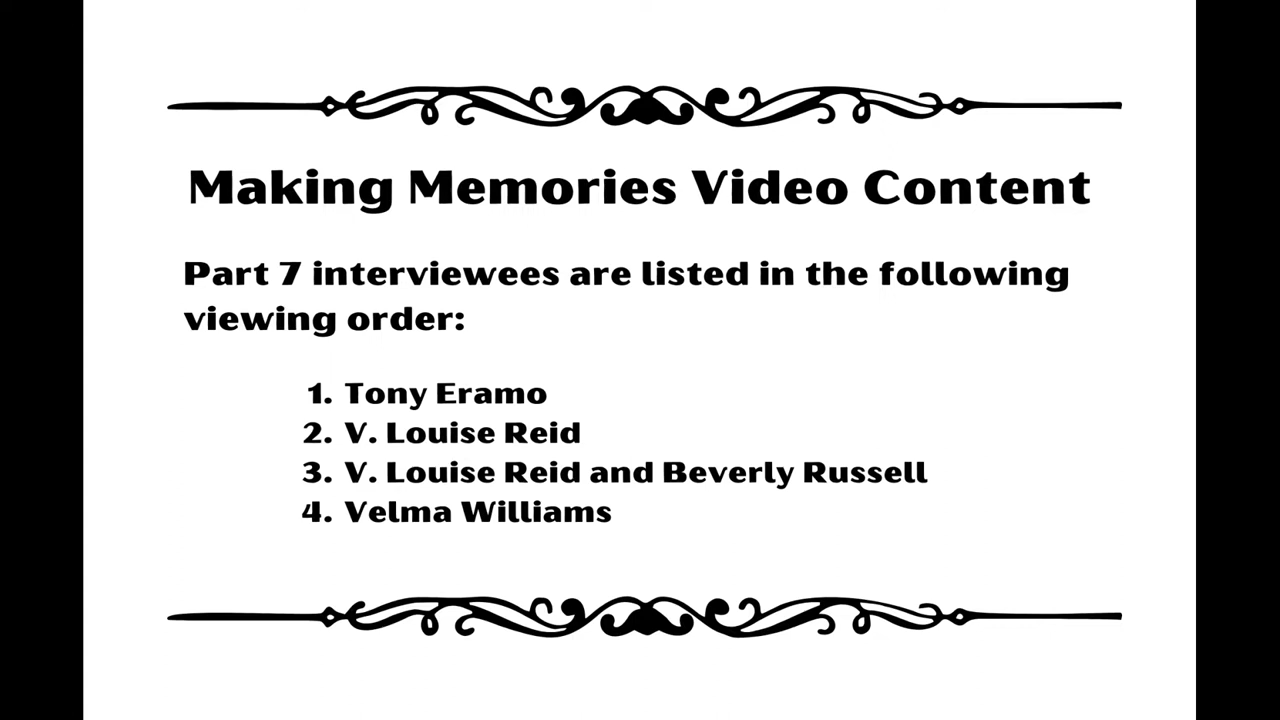 Making Memories Video Content
Part 7 interviewees are listed in the following
viewing order:
1. Tony Eramo
2. V. Louise Reid
3. V. Louise Reid and Beverly Russell
4. Velma Williams